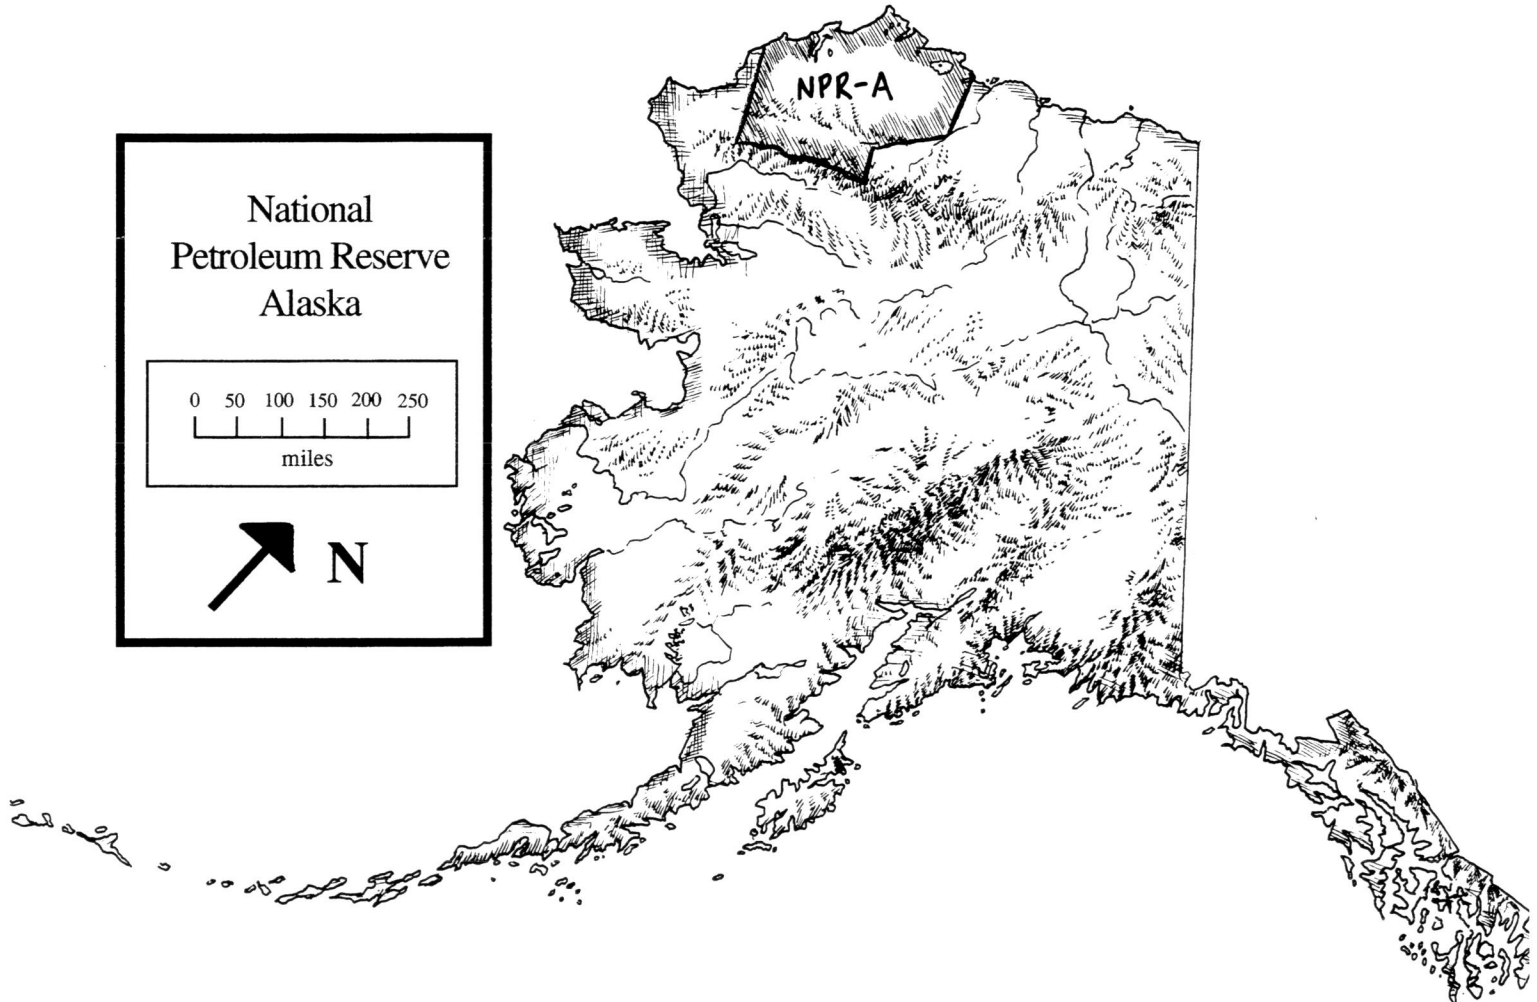 NPR-A
National
Petroleum Reserve
Alaska
0 50 100 150 200 250
miles
N